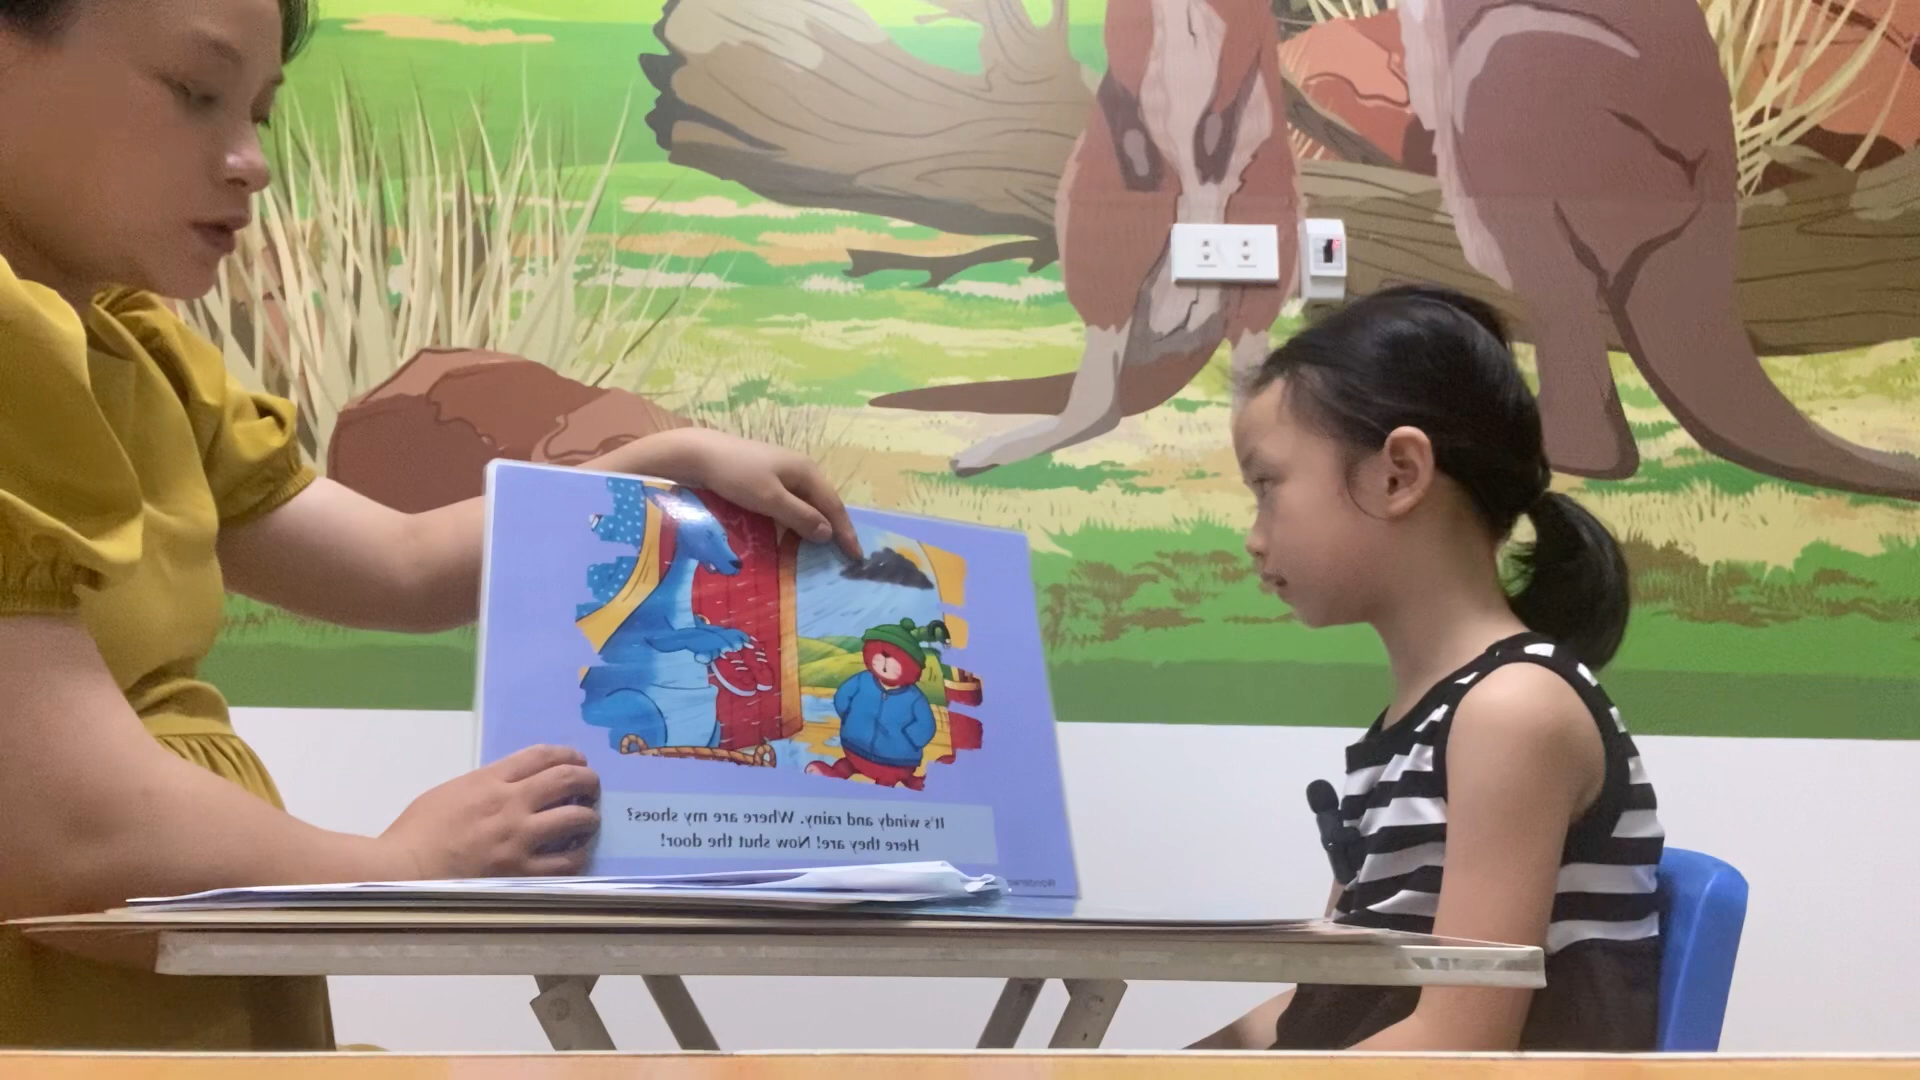 It's windy and rainy. Where are my shoes?
Here they are! Now shut the door!